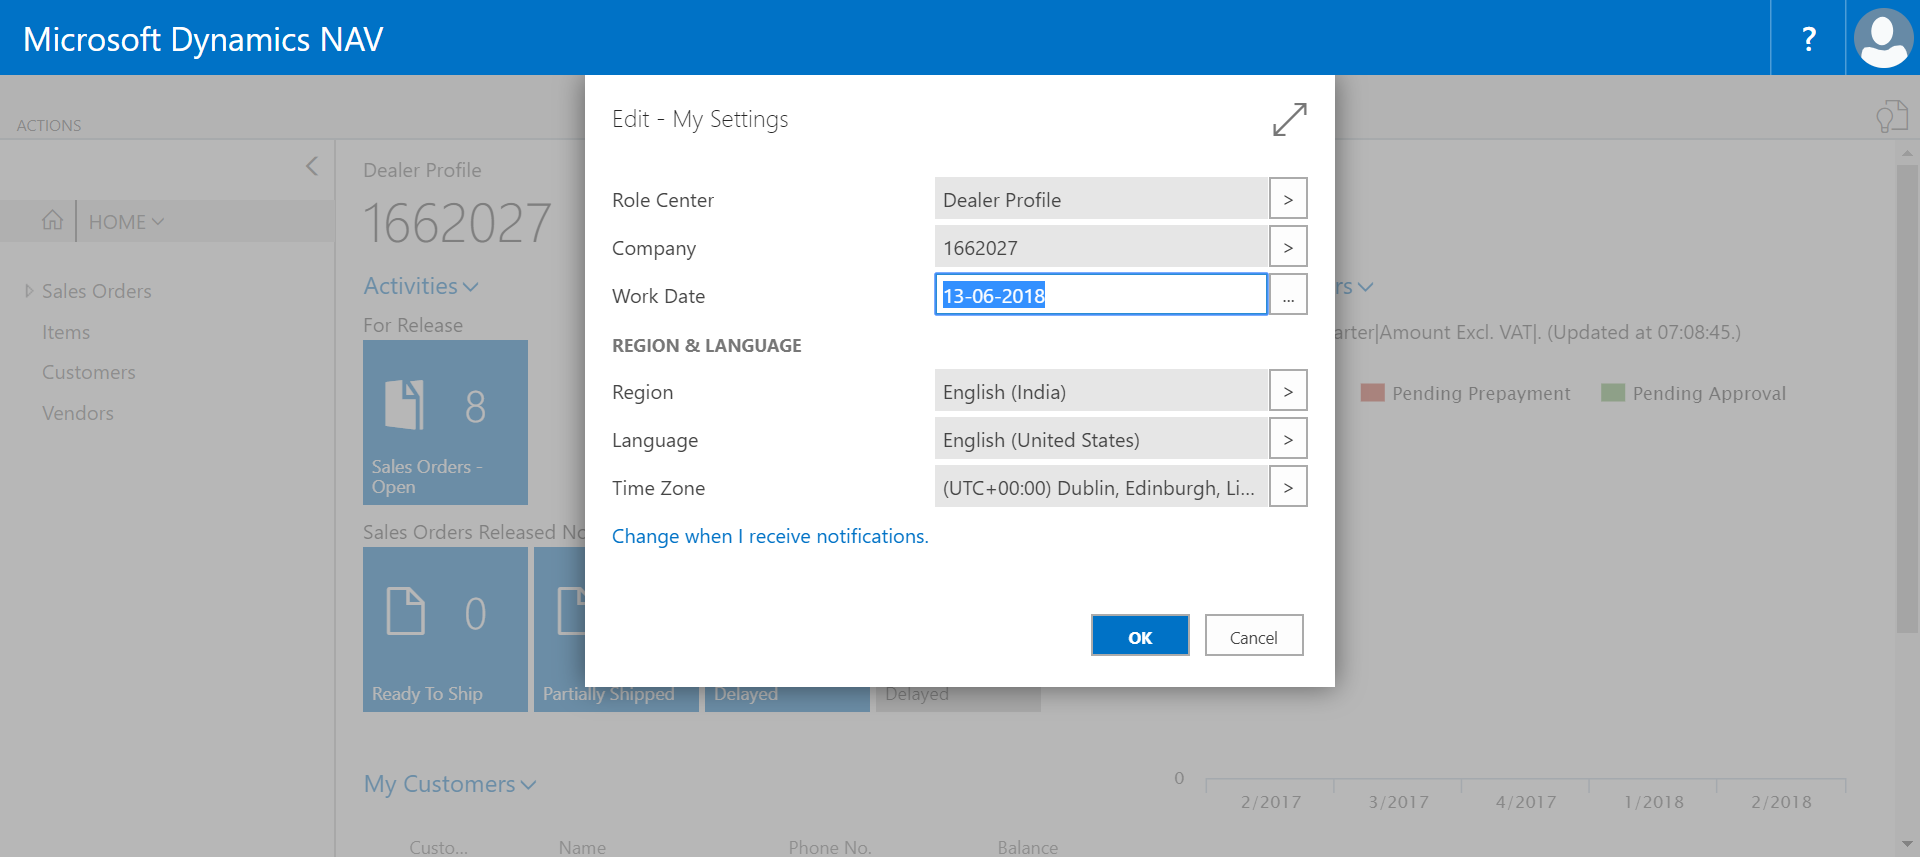 Microsoft Dynamics NAV
?
ACTIONS
HOME
Sales Orders
Items
Customers
Vendors
Dealer Profile
1662027
Activities
For Release
8
Sales Orders -
Open
Sales Orders Released No
0
Ready To Ship
Partially Shipped
Delayed
Delayed
My Customers
Custo...
Name
Phone No.
Balance
Edit - My Settings
Role Center
Dealer Profile
>
Company
1662027
>
Work Date
13-06-2018
...
REGION & LANGUAGE
Region
English (India)
>
Language
English (United States)
>
Time Zone
(UTC+00:00) Dublin, Edinburgh, Li...
>
Change when I receive notifications.
OK
Cancel
rs
arter|Amount Excl. VAT|. (Updated at 07:08:45.)
Pending Prepayment
Pending Approval
0
2/2017
3/2017
4/2017
1/2018
2/2018